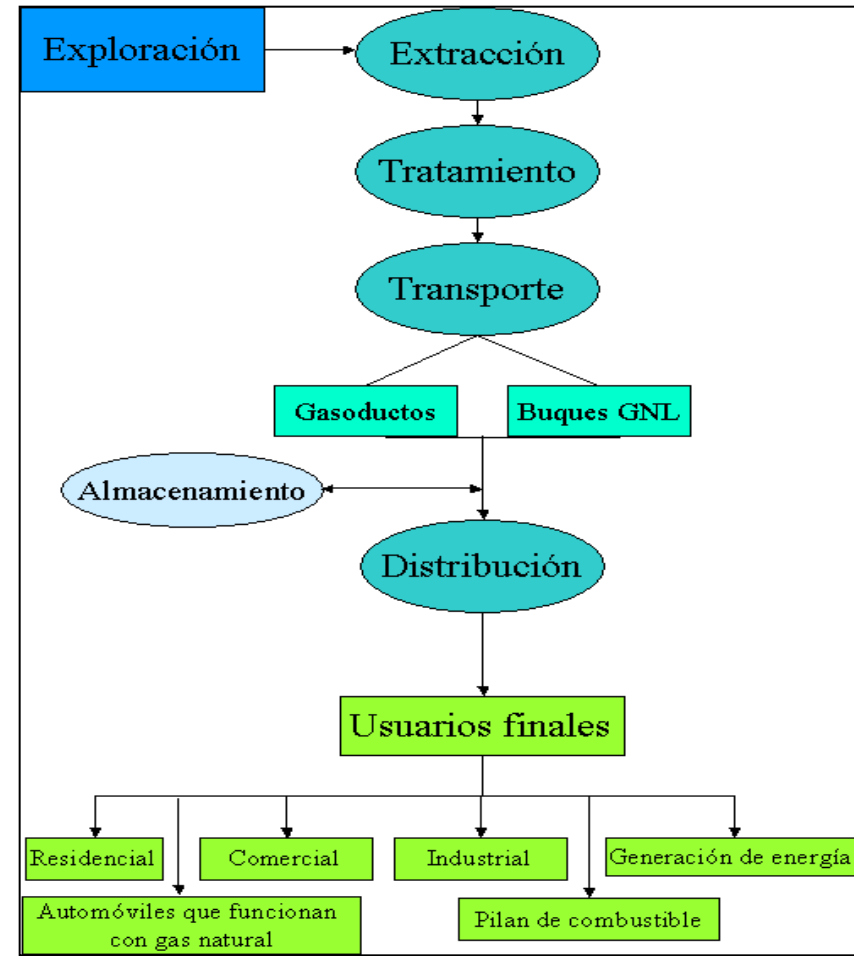 Exploración
Extracción
Tratamiento
Transporte
Gasoductos
Buques GNL
Almacenamiento
Distribución
Usuarios finales
Residencial
Comercial
Industrial
Generación de energía
Automóviles que funcionan
con gas natural
Pilan de combustible